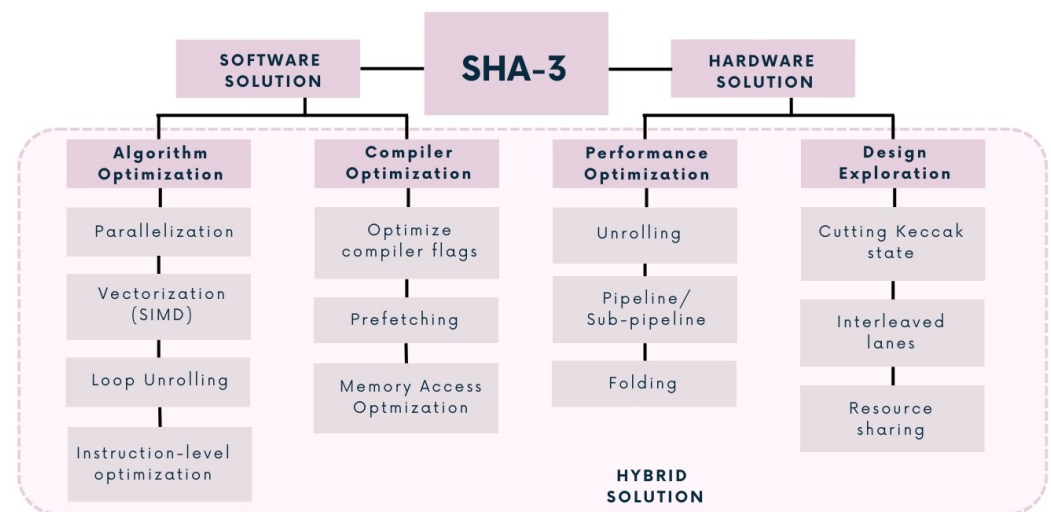 SHA-3
SOFTWARE
SOLUTION
HARDWARE
SOLUTION
Algorithm
Optimization
Parallelization
Vectorization
(SIMD)
Loop Unrolling
Instruction-level
optimization
Compiler
Optimization
Optimize
compiler flags
Prefetching
Memory Access
Optmization
Performance
Optimization
Unrolling
Pipeline/
Sub-pipeline
Folding
Design
Exploration
Cutting Keccak
state
Interleaved
lanes
Resource
sharing
HYBRID
SOLUTION